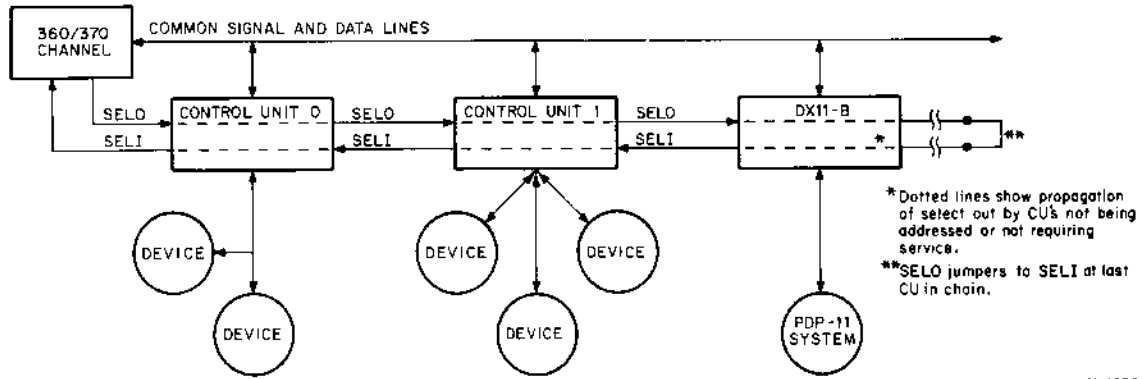 360/370
CHANNEL
COMMON SIGNAL AND DATA LINES
SELO
CONTROL UNIT 0
SELO
CONTROL UNIT 1
SELO
DX11-B
SELI
SELI
SELI
*
**
DEVICE
DEVICE
DEVICE
DEVICE
DEVICE
PDP-11
SYSTEM
*Dotted lines show propagation
of select out by CU's not being
addressed or not requiring
service.
**SELO jumpers to SELI at last
CU in chain.